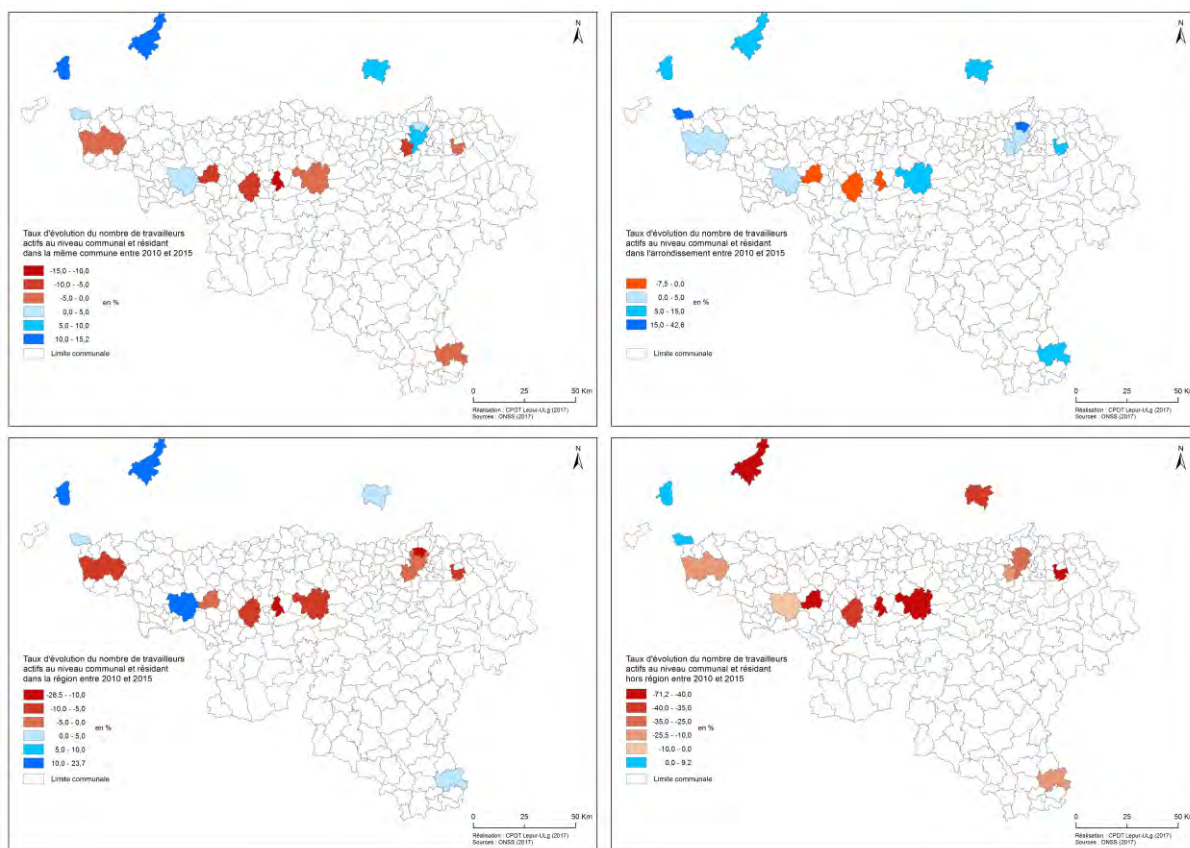 N
Taux d'évolution du nombre de travailleurs
actifs au niveau communal et résidant
dans la même commune entre 2010 et 2015
-15,0 - -10,0
-10,0 - -5,0
-5,0 - 0,0
en %
0,0 - 5,0
5,0 - 10,0
10,0 - 15,2
Limite communale
0 25 50 Km
Réalisation : CPDT Lepur-ULg (2017)
Sources : ONSS (2017)
N
Taux d'évolution du nombre de travailleurs
actifs au niveau communal et résidant
dans l'arrondissement entre 2010 et 2015
-7,5 - 0,0
0,0 - 5,0
en %
5,0 - 15,0
15,0 - 42,6
Limite communale
0 25 50 Km
Réalisation : CPDT Lepur-ULg (2017)
Sources : ONSS (2017)
N
Taux d'évolution du nombre de travailleurs
actifs au niveau communal et résidant
dans la région entre 2010 et 2015
-26,5 - -10,0
-10,0 - -5,0
-5,0 - 0,0
en %
0,0 - 5,0
5,0 - 10,0
10,0 - 23,7
Limite communale
0 25 50 Km
Réalisation : CPDT Lepur-ULg (2017)
Sources : ONSS (2017)
N
Taux d'évolution du nombre de travailleurs
actifs au niveau communal et résidant
hors région entre 2010 et 2015
-71,2 - -40,0
-40,0 - -35,0
-35,0 - -25,0
en %
-25,5 - -10,0
-10,0 - 0,0
0,0 - 9,2
Limite communale
0 25 50 Km
Réalisation : CPDT Lepur-ULg (2017)
Sources : ONSS (2017)